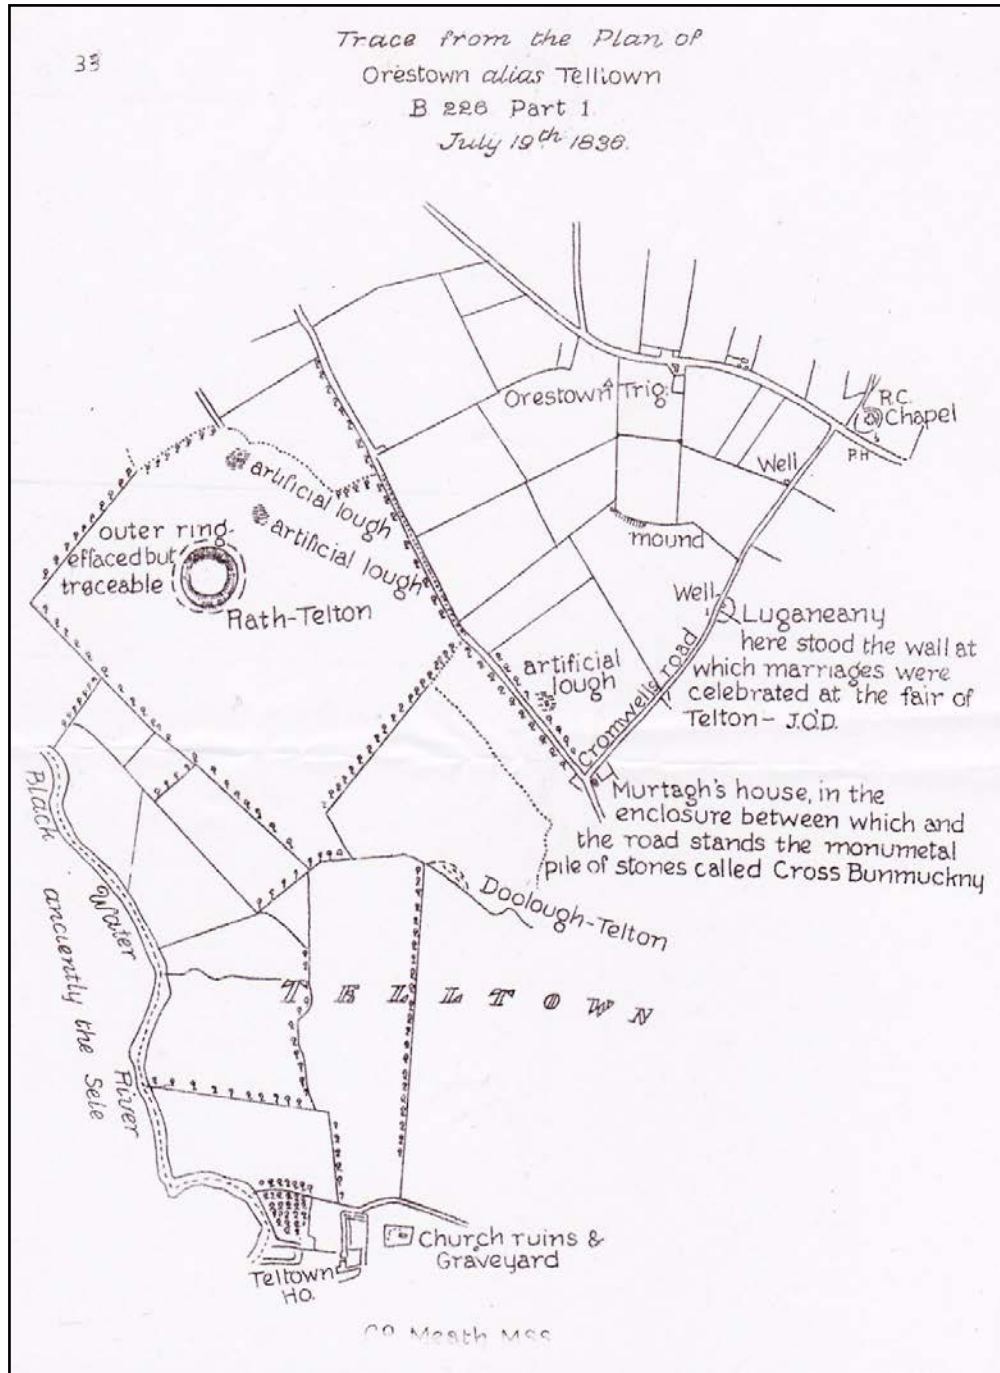 33
Trace from the Plan of
Orestown alias Telltown
B 226 Part 1.
July 19th 1836.
Orestown Trig.
R.C.
Chapel
P.H
Well
artificial lough
artificial lough
outer ring
effaced but
traceable
Rath-Telton
mound
Well
Luganeany
here stood the wall at
which marriages were
celebrated at the fair of
Telton - J.O'D.
artificial
lough
Cromwells road
Murtagh's house, in the
enclosure between which and
the road stands the monumetal
pile of stones called Cross Bunmuckny
Black Water River
anciently the Sele
Doolough-Telton
TELLTOWN
Church ruins &
Graveyard
Teltown
Ho.
Co Meath MSS